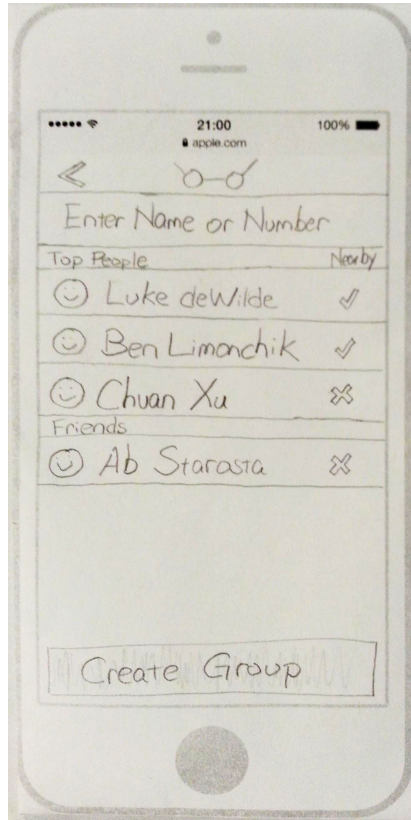 21:00 100%
apple.com
Enter Name or Number
Top People Nearby
Luke deWilde
Ben Limonchik
Chuan Xu
Friends
Ab Starasta
Create Group